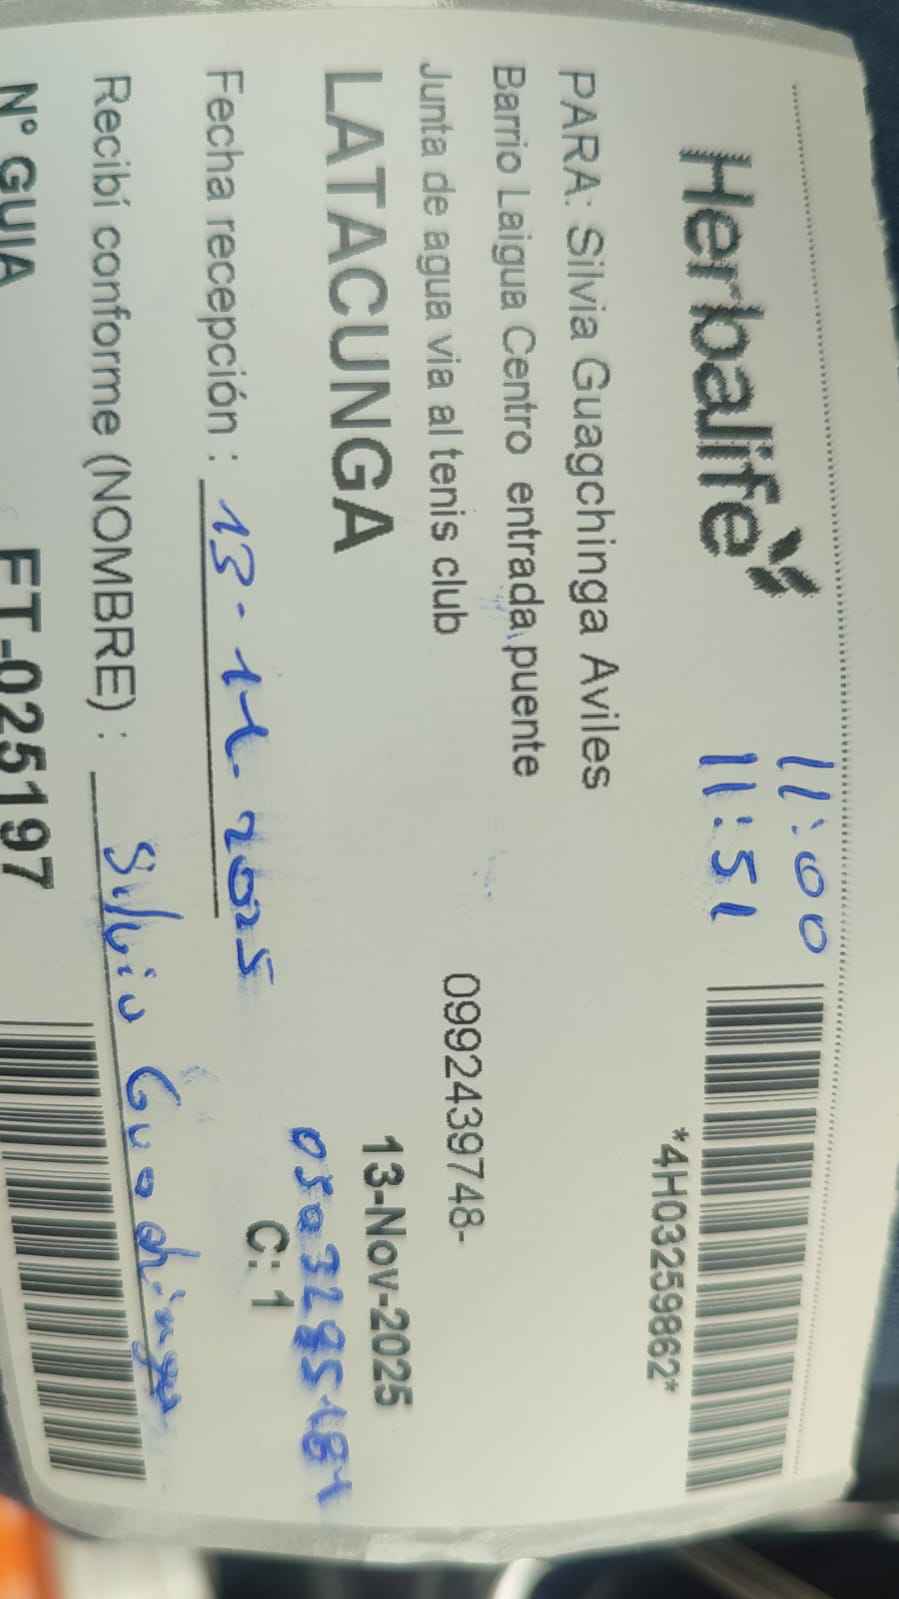 11:00
Herbalife
11:51
*4H03259862*
PARA: Silvia Guagchinga Aviles
Barrio Laigua Centro entrada puente
Junta de agua via al tenis club
0992439748-
LATACUNGA
13-Nov-2025
Fecha recepción : 13-11-2025
C: 1
Recibí conforme (NOMBRE) : Silvia Guachinga
N° GUIA FT-025197